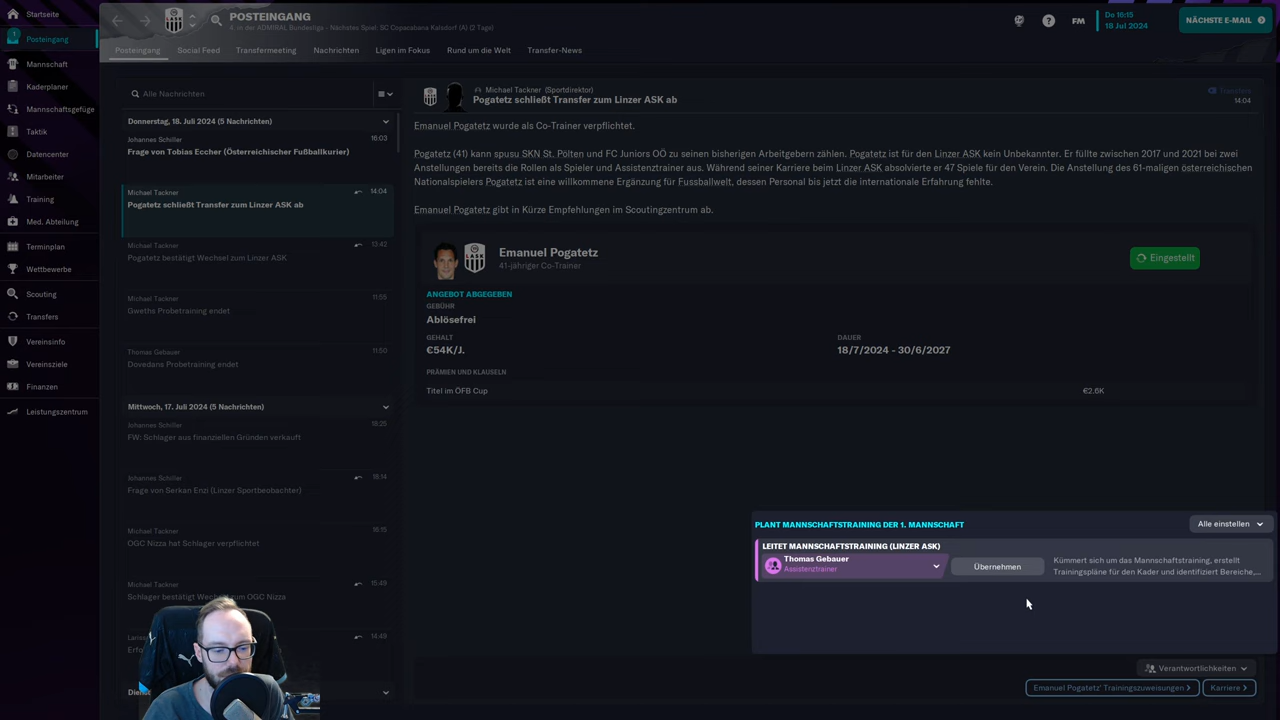 Startseite
Posteingang
1
Mannschaft
Kaderplaner
Mannschaftsgefüge
Taktik
Datencenter
Mitarbeiter
Training
Med. Abteilung
Terminplan
Wettbewerbe
Scouting
Transfers
Vereinsinfo
Vereinsziele
Finanzen
Leistungszentrum
POSTEINGANG
4. in der ADMIRAL Bundesliga - Nächstes Spiel: SC Copacabana Kalsdorf (A) (2 Tage)
FM
Do 16:15
18 Jul 2024
NÄCHSTE E-MAIL
Posteingang
Social Feed
Transfermeeting
Nachrichten
Ligen im Fokus
Rund um die Welt
Transfer-News
Alle Nachrichten
Donnerstag, 18. Juli 2024 (5 Nachrichten)
Johannes Schiller 16:03
Frage von Tobias Eccher (Österreichischer Fußballkurier)
Michael Tackner 14:04
Pogatetz schließt Transfer zum Linzer ASK ab
Michael Tackner 13:42
Pogatetz bestätigt Wechsel zum Linzer ASK
Michael Tackner 11:56
Gweths Probetraining endet
Thomas Gebauer 11:50
Dovedans Probetraining endet
Mittwoch, 17. Juli 2024 (5 Nachrichten)
Johannes Schiller 18:25
FW: Schlager aus finanziellen Gründen verkauft
Johannes Schiller 18:14
Frage von Serkan Enzi (Linzer Sportbeobachter)
Michael Tackner 16:15
OGC Nizza hat Schlager verpflichtet
Michael Tackner 15:49
Schlager bestätigt OGC Nizza
14:49
Michael Tackner (Sportdirektor)
Pogatetz schließt Transfer zum Linzer ASK ab
Transfers
14:04
Emanuel Pogatetz wurde als Co-Trainer verpflichtet.
Pogatetz (41) kann spusu SKN St. Pölten und FC Juniors OÖ zu seinen bisherigen Arbeitgebern zählen. Pogatetz ist für den Linzer ASK kein Unbekannter. Er füllte zwischen 2017 und 2021 bei zwei
Anstellungen bereits die Rollen als Spieler und Assistenztrainer aus. Während seiner Karriere beim Linzer ASK absolvierte er 47 Spiele für den Verein. Die Anstellung des 61-maligen österreichischen
Nationalspielers Pogatetz ist eine willkommene Ergänzung für Fussballwelt, dessen Personal bis jetzt die internationale Erfahrung fehlte.
Emanuel Pogatetz gibt in Kürze Empfehlungen im Scoutingzentrum ab.
Emanuel Pogatetz
41-jähriger Co-Trainer
Eingestellt
ANGEBOT ABGEGEBEN
GEBÜHR
Ablösefrei
GEHALT
€54K/J.
DAUER
18/7/2024 - 30/6/2027
PRÄMIEN UND KLAUSELN
Titel im ÖFB Cup €2.6K
PLANT MANNSCHAFTSTRAINING DER 1. MANNSCHAFT
Alle einstellen
LEITET MANNSCHAFTSTRAINING (LINZER ASK)
Thomas Gebauer
Assistenztrainer
Übernehmen
Kümmert sich um das Mannschaftstraining, erstellt
Trainingspläne für den Kader und identifiziert Bereiche,...
Verantwortlichkeiten
Emanuel Pogatetz' Trainingszuweisungen
Karriere